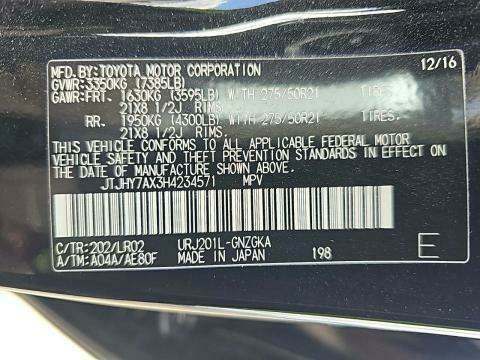 MFD.BY:TOYOTA MOTOR CORPORATION 12/16
GVWR:3350KG (7385LB)
GAWR:FRT. 1630KG (3595LB) WITH 275/50R21 TIRES,
21X8 1/2J RIMS,
RR. 1950KG (4300LB) WITH 275/50R21 TIRES,
21X8 1/2J RIMS.
THIS VEHICLE CONFORMS TO ALL APPLICABLE FEDERAL MOTOR
VEHICLE SAFETY AND THEFT PREVENTION STANDARDS IN EFFECT ON
THE DATE OF MANUFACTURE SHOWN ABOVE.
JTJHY7AX3H4234571 MPV
C/TR:202/LR02 URJ201L-GNZGKA
A/TM:A04A/AE80F MADE IN JAPAN 198 E